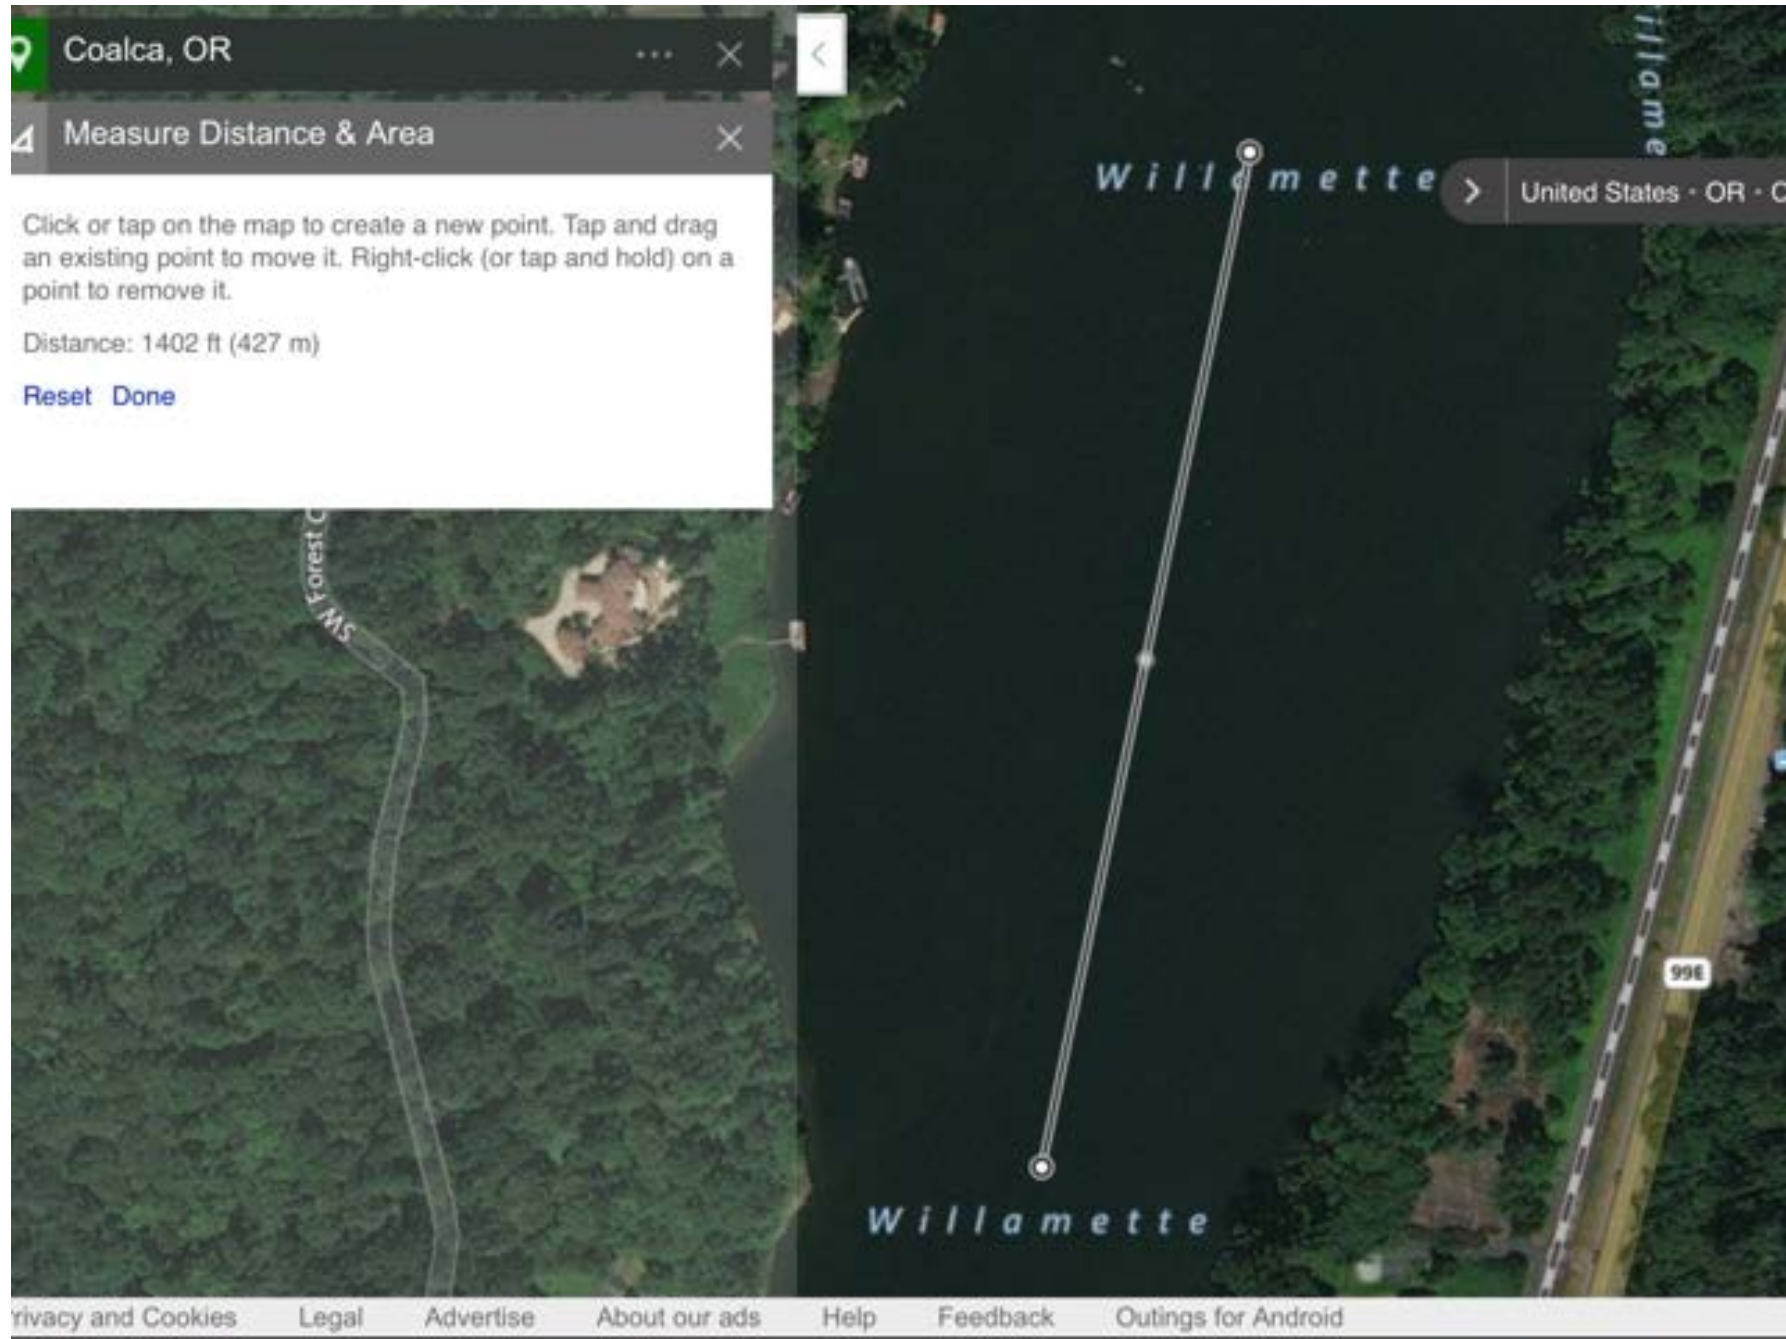 Coalca, OR
Measure Distance & Area
Click or tap on the map to create a new point. Tap and drag
an existing point to move it. Right-click (or tap and hold) on a
point to remove it.
Distance: 1402 ft (427 m)
Reset Done
SW Forest C
Willamette
illame
United States · OR · C
99E
Willamette
rivacy and Cookies Legal Advertise About our ads Help Feedback Outings for Android